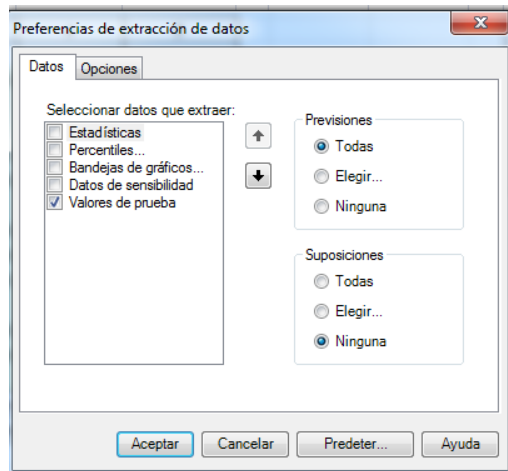 Preferencias de extracción de datos
Datos
Opciones
Seleccionar datos que extraer:
Estadísticas
Percentiles...
Bandejas de gráficos...
Datos de sensibilidad
Valores de prueba
Previsiones
Todas
Elegir...
Ninguna
Suposiciones
Todas
Elegir...
Ninguna
Aceptar
Cancelar
Predeter...
Ayuda